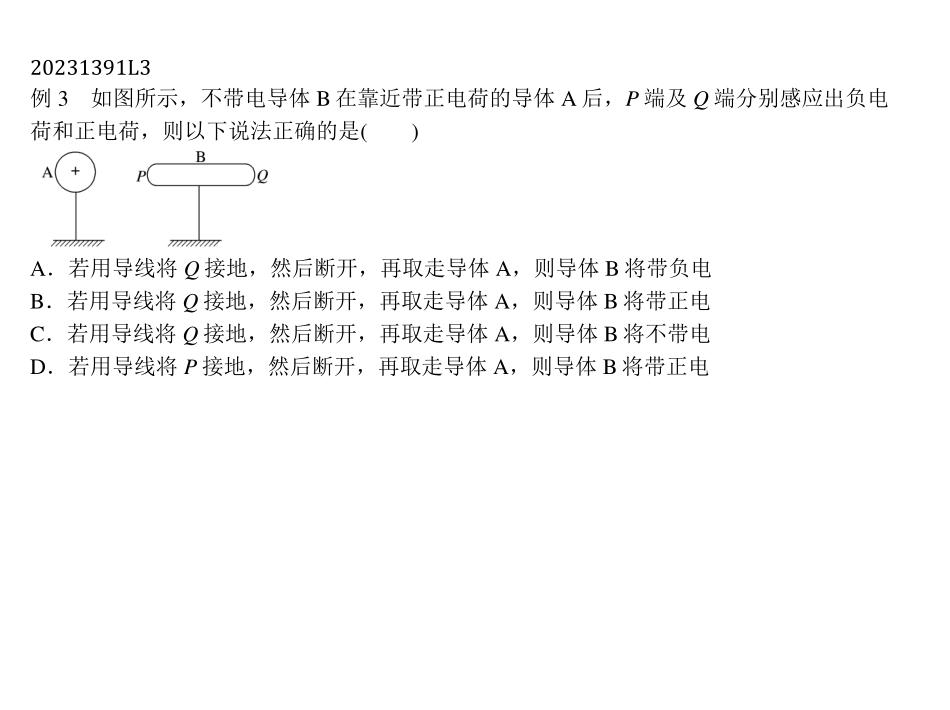 20231391L3
例 3　如图所示，不带电导体 B 在靠近带正电荷的导体 A 后，P 端及 Q 端分别感应出负电
荷和正电荷，则以下说法正确的是(　　)
B
A + P Q
A．若用导线将 Q 接地，然后断开，再取走导体 A，则导体 B 将带负电
B．若用导线将 Q 接地，然后断开，再取走导体 A，则导体 B 将带正电
C．若用导线将 Q 接地，然后断开，再取走导体 A，则导体 B 将不带电
D．若用导线将 P 接地，然后断开，再取走导体 A，则导体 B 将带正电